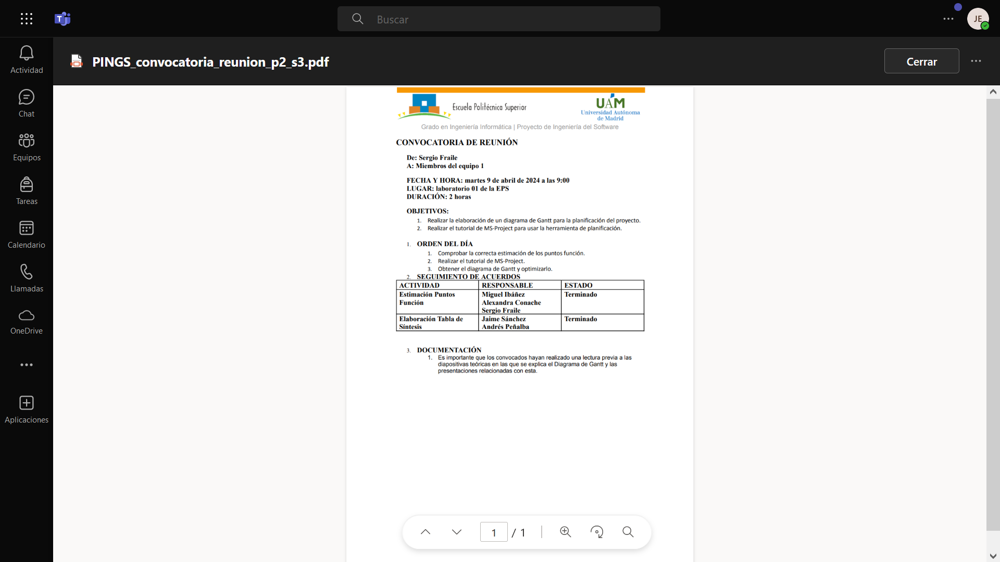 Buscar
JE
Actividad
Chat
Equipos
Tareas
Calendario
Llamadas
OneDrive
Aplicaciones
PINGS_convocatoria_reunion_p2_s3.pdf
Cerrar
Escuela Politécnica Superior
UAM
Universidad Autónoma
de Madrid
Grado en Ingeniería Informática | Proyecto de Ingeniería del Software
CONVOCATORIA DE REUNIÓN
De: Sergio Fraile
A: Miembros del equipo 1
FECHA Y HORA: martes 9 de abril de 2024 a las 9:00
LUGAR: laboratorio 01 de la EPS
DURACIÓN: 2 horas
OBJETIVOS:
1. Realizar la elaboración de un diagrama de Gantt para la planificación del proyecto.
2. Realizar el tutorial de MS-Project para usar la herramienta de planificación.
1. ORDEN DEL DÍA
1. Comprobar la correcta estimación de los puntos función.
2. Realizar el tutorial de MS-Project.
3. Obtener el diagrama de Gantt y optimizarlo.
2. SEGUIMIENTO DE ACUERDOS
ACTIVIDAD RESPONSABLE ESTADO
Estimación Puntos Miguel Ibáñez Terminado
Función Alexandra Conache
Sergio Fraile
Elaboración Tabla de Jaime Sánchez Terminado
Síntesis Andrés Peñalba
3. DOCUMENTACIÓN
1. Es importante que los convocados hayan realizado una lectura previa a las
diapositivas teóricas en las que se explica el Diagrama de Gantt y las
presentaciones relacionadas con esta.
1 / 1